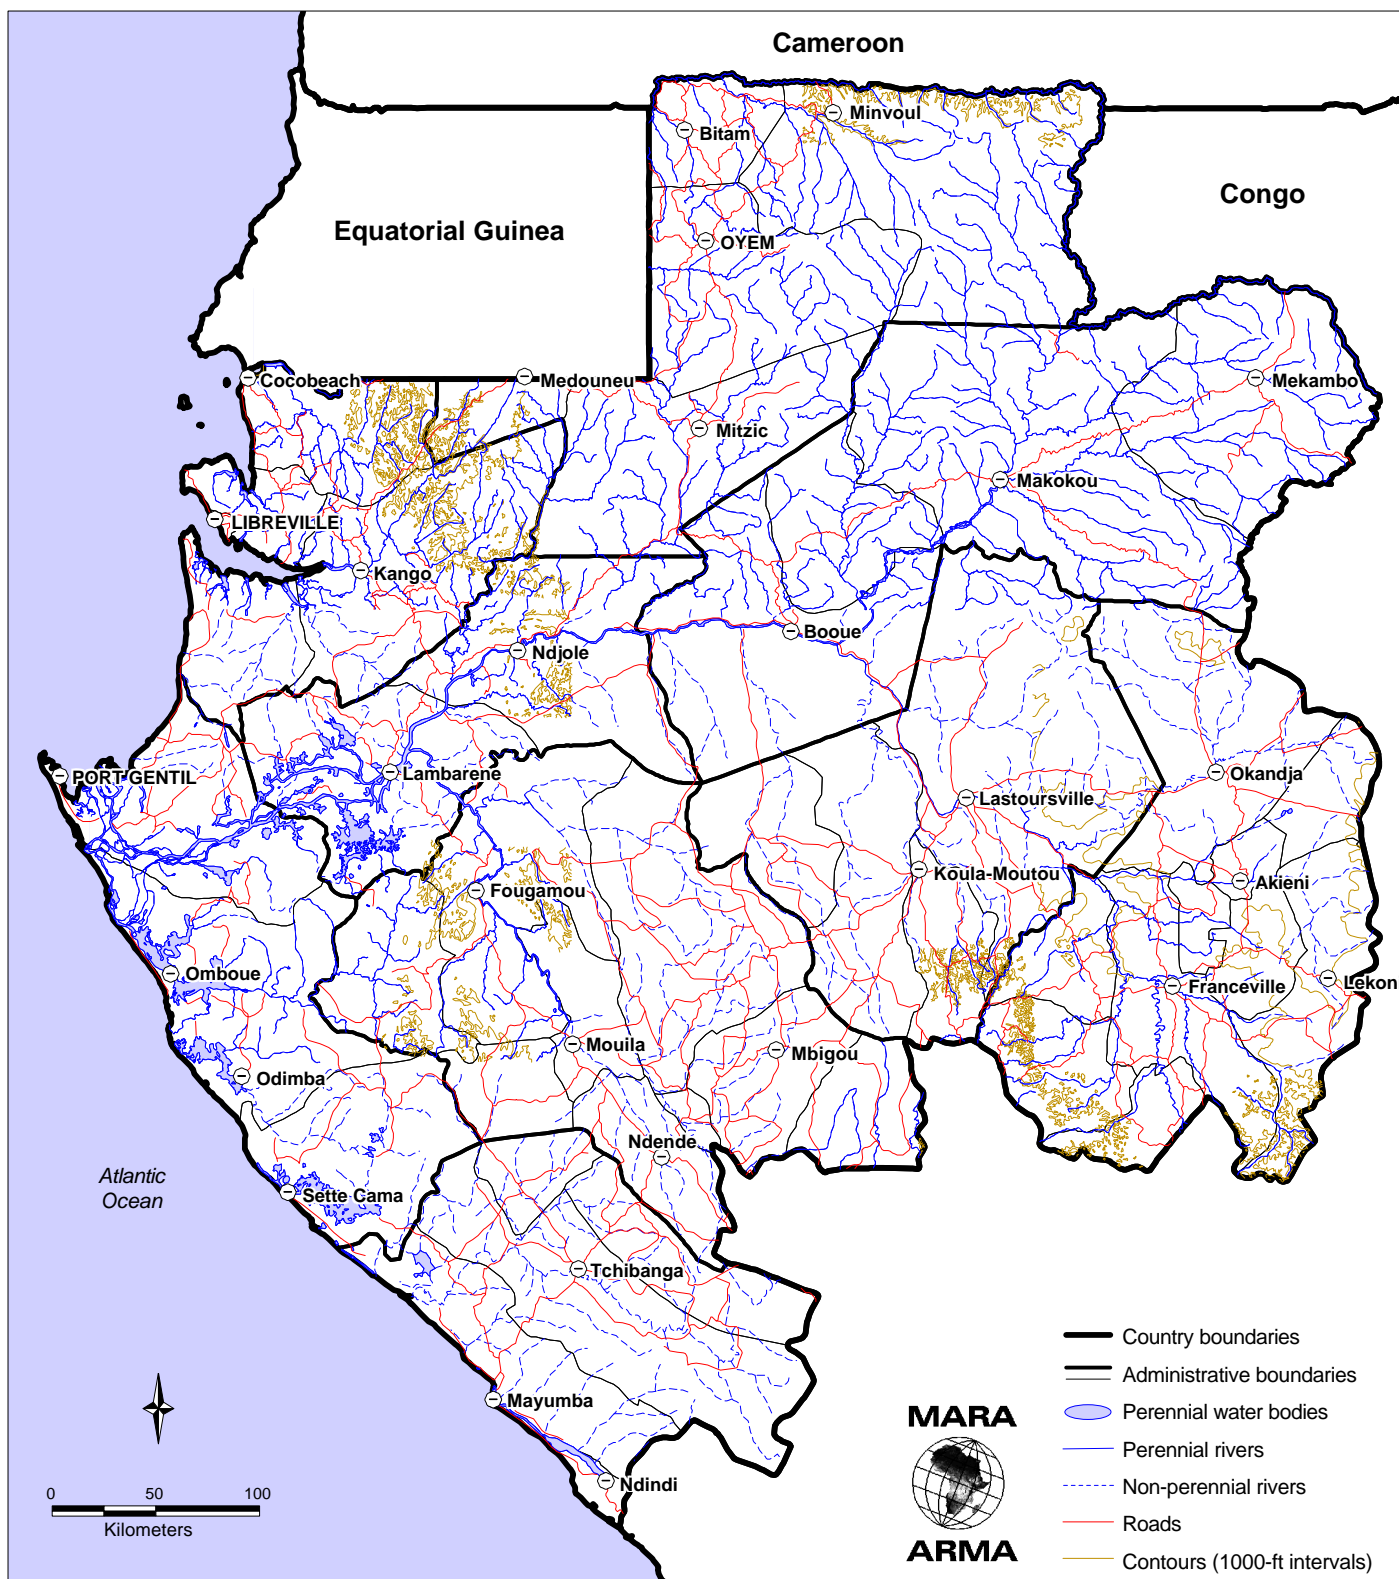 Cameroon
Minvoul
Bitam
Congo
Equatorial Guinea
OYEM
Cocobeach
Medouneu
Mekambo
Mitzic
Makokou
LIBREVILLE
Kango
Booue
Ndjole
PORT GENTIL
Lambarene
Okandja
Lastoursville
Koula-Moutou
Akieni
Fougamou
Omboue
Franceville
Lekon
Mouila
Mbigou
Odimba
Ndende
Atlantic
Ocean
Sette Cama
Tchibanga
Country boundaries
Administrative boundaries
Mayumba
MARA
Perennial water bodies
Perennial rivers
Ndindi
Non-perennial rivers
0 50 100
Kilometers
Roads
ARMA
Contours (1000-ft intervals)